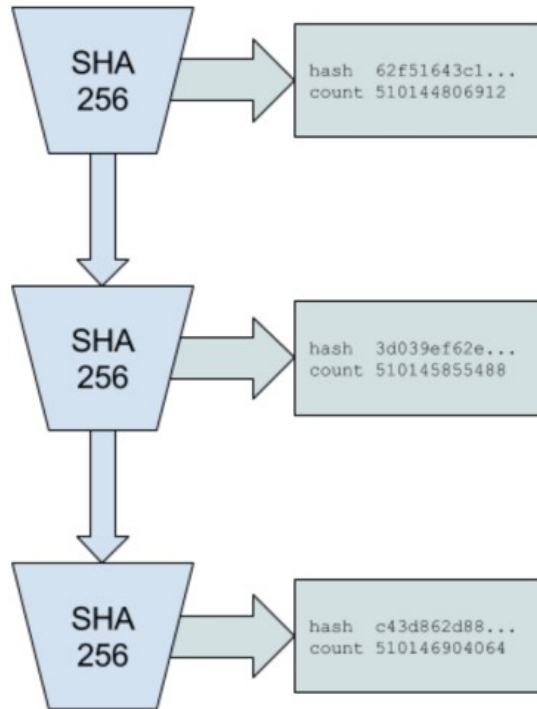 SHA
256
hash 62f51643c1...
count 510144806912
SHA
256
hash 3d039ef62e...
count 510145855488
SHA
256
hash c43d862d88...
count 510146904064